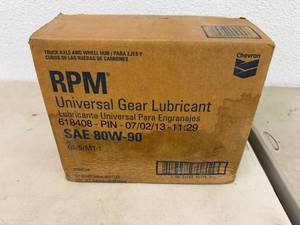 TRUCK AXLE AND WHEEL HUB / PARA EJES Y
CUBOS DE LAS RUEDAS DE CAMIONES
Chevron
RPM®
Universal Gear Lubricant
Lubricante Universal Para Engranajes
618408 - PIN - 07/02/13 - 11:29
SAE 80W-90